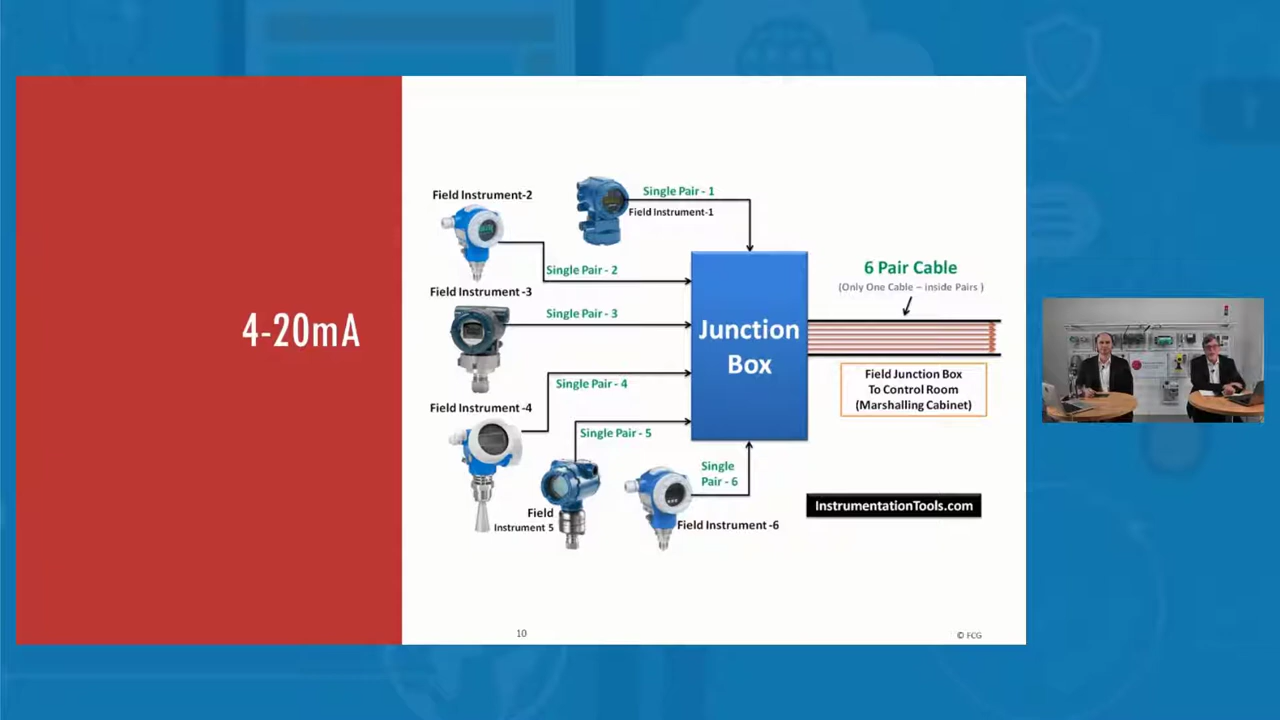 4-20mA
Field Instrument-2
Single Pair - 1
Field Instrument-1
Single Pair - 2
Field Instrument -3
Single Pair - 3
Single Pair - 4
Field Instrument -4
Single Pair - 5
Field
Instrument 5
Single
Pair - 6
Field Instrument -6
Junction
Box
6 Pair Cable
(Only One Cable – inside Pairs )
Field Junction Box
To Control Room
(Marshalling Cabinet)
InstrumentationTools.com
10
© FCG